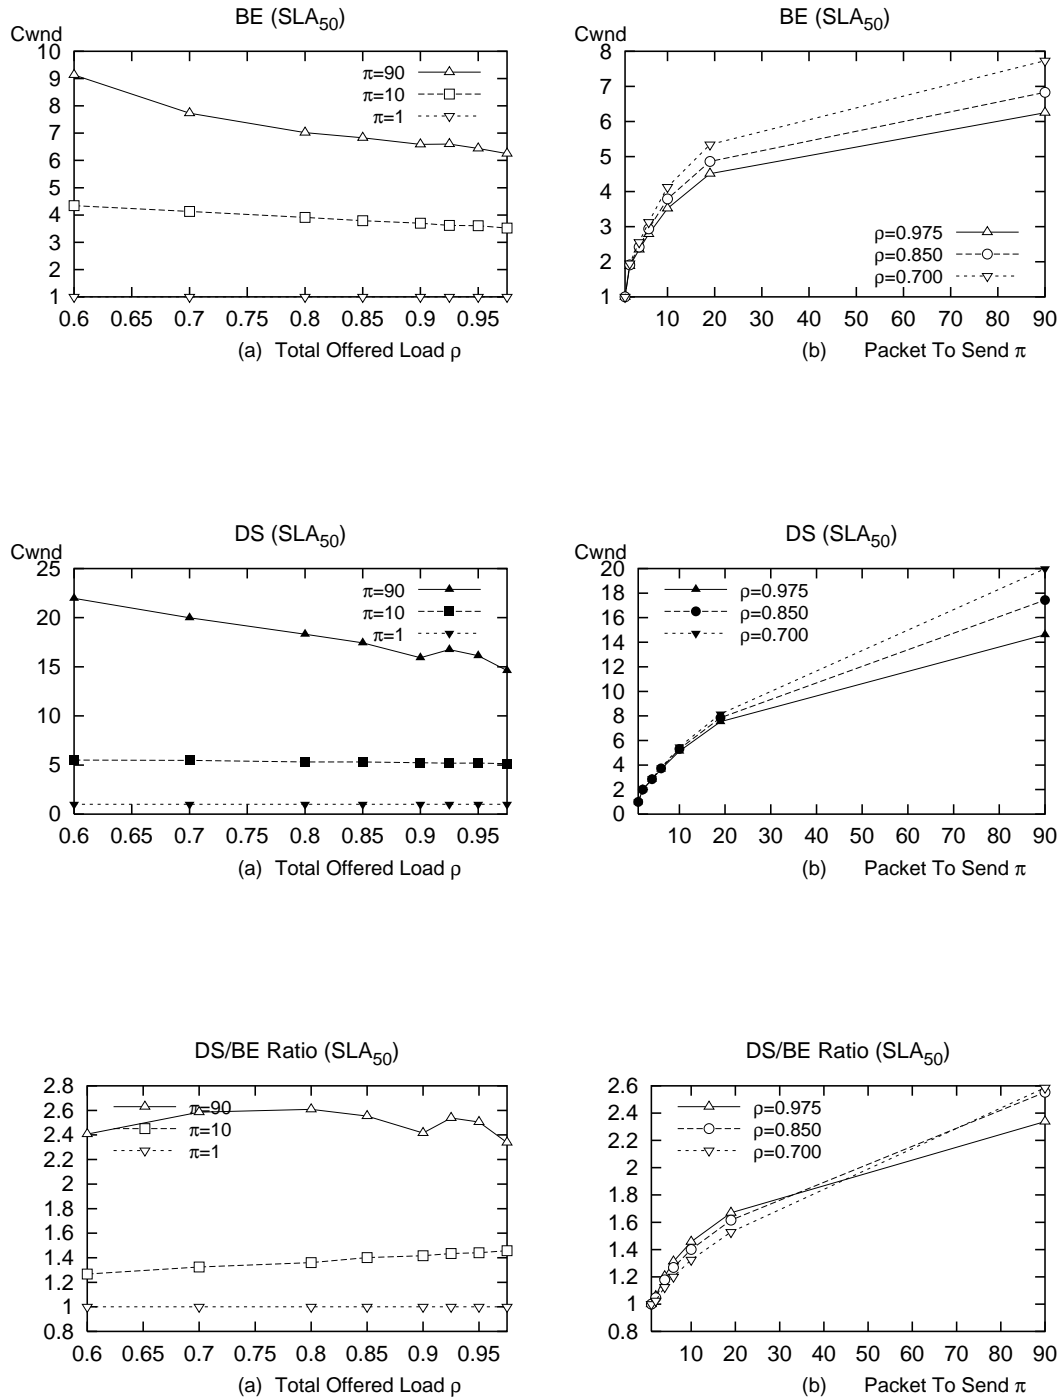 BE (SLA50)
Cwnd
10
9
8
7
6
5
4
3
2
1
π=90
π=10
π=1
0.6 0.65 0.7 0.75 0.8 0.85 0.9 0.95
(a) Total Offered Load ρ
BE (SLA50)
Cwnd
8
7
6
5
4
3
2
1
ρ=0.975
ρ=0.850
ρ=0.700
10 20 30 40 50 60 70 80 90
(b) Packet To Send π
DS (SLA50)
Cwnd
25
20
15
10
5
0
π=90
π=10
π=1
0.6 0.65 0.7 0.75 0.8 0.85 0.9 0.95
(a) Total Offered Load ρ
DS (SLA50)
Cwnd
20
18
16
14
12
10
8
6
4
2
0
ρ=0.975
ρ=0.850
ρ=0.700
10 20 30 40 50 60 70 80 90
(b) Packet To Send π
DS/BE Ratio (SLA50)
2.8
2.6
2.4
2.2
2
1.8
1.6
1.4
1.2
1
0.8
π=90
π=10
π=1
0.6 0.65 0.7 0.75 0.8 0.85 0.9 0.95
(a) Total Offered Load ρ
DS/BE Ratio (SLA50)
2.6
2.4
2.2
2
1.8
1.6
1.4
1.2
1
0.8
ρ=0.975
ρ=0.850
ρ=0.700
10 20 30 40 50 60 70 80 90
(b) Packet To Send π